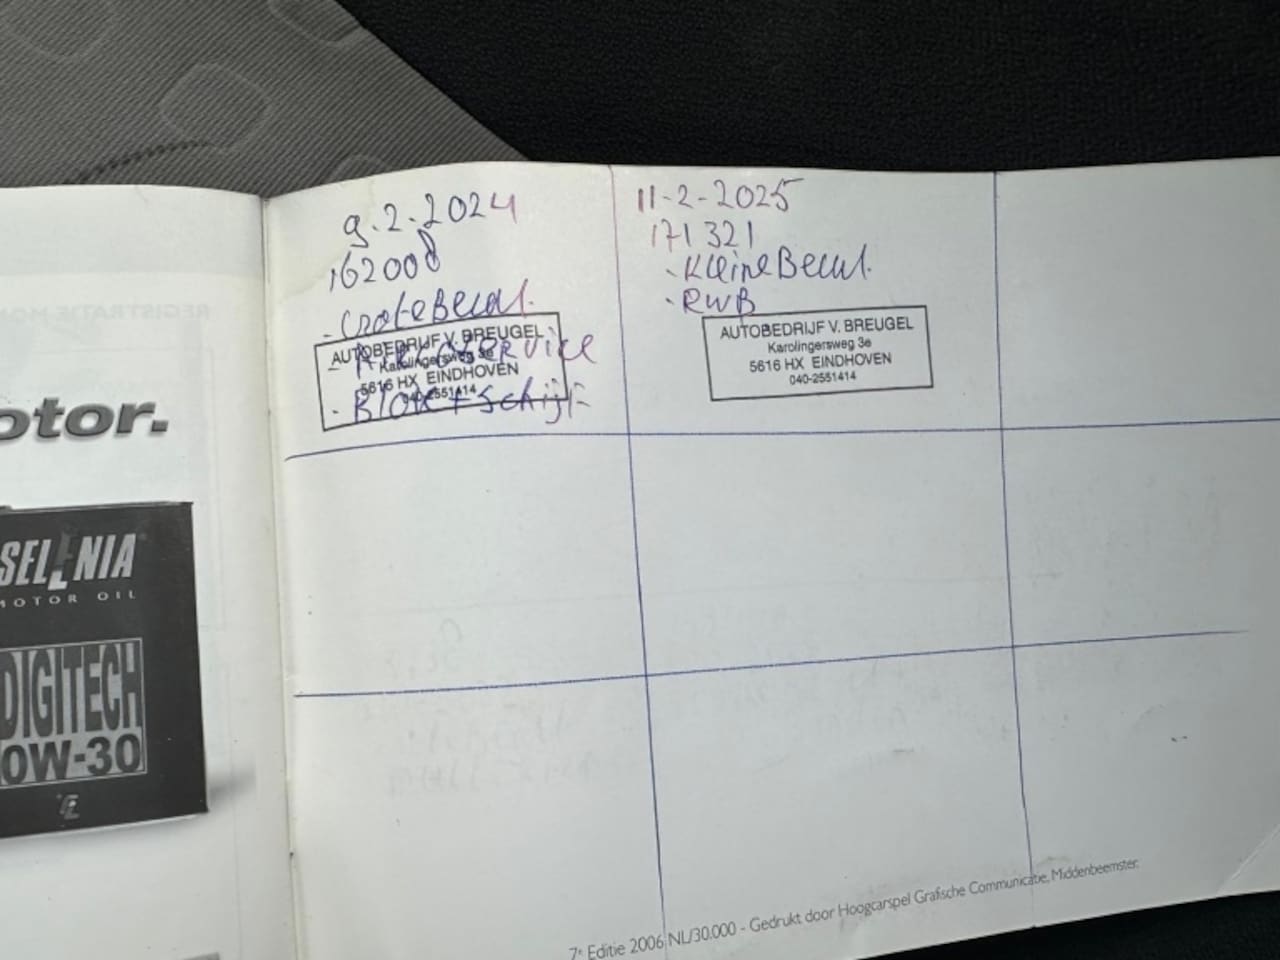 otor.
SELENIA
MOTOR OIL
DIGITECH
0W-30
9.2.2024
162008
- Grote Beurt.
- Airco Service
- Blok + Schijf
AUTOBEDRIJF V. BREUGEL
Karolingersweg 3e
5616 HX EINDHOVEN
040-2551414
11-2-2025
171321
- Kleine Beurt.
- RWB
AUTOBEDRIJF V. BREUGEL
Karolingersweg 3e
5616 HX EINDHOVEN
040-2551414
7e Editie 2006 NL/30.000 - Gedrukt door Hoogcarspel Grafische Communicatie, Middenbeemster.